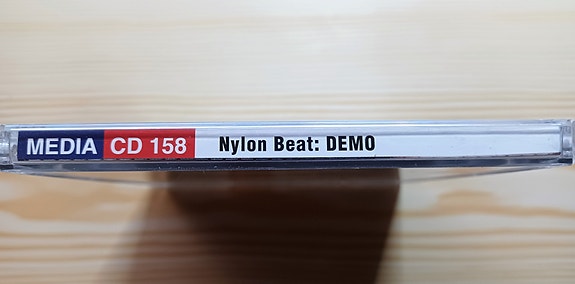 MEDIA CD 158 Nylon Beat: DEMO